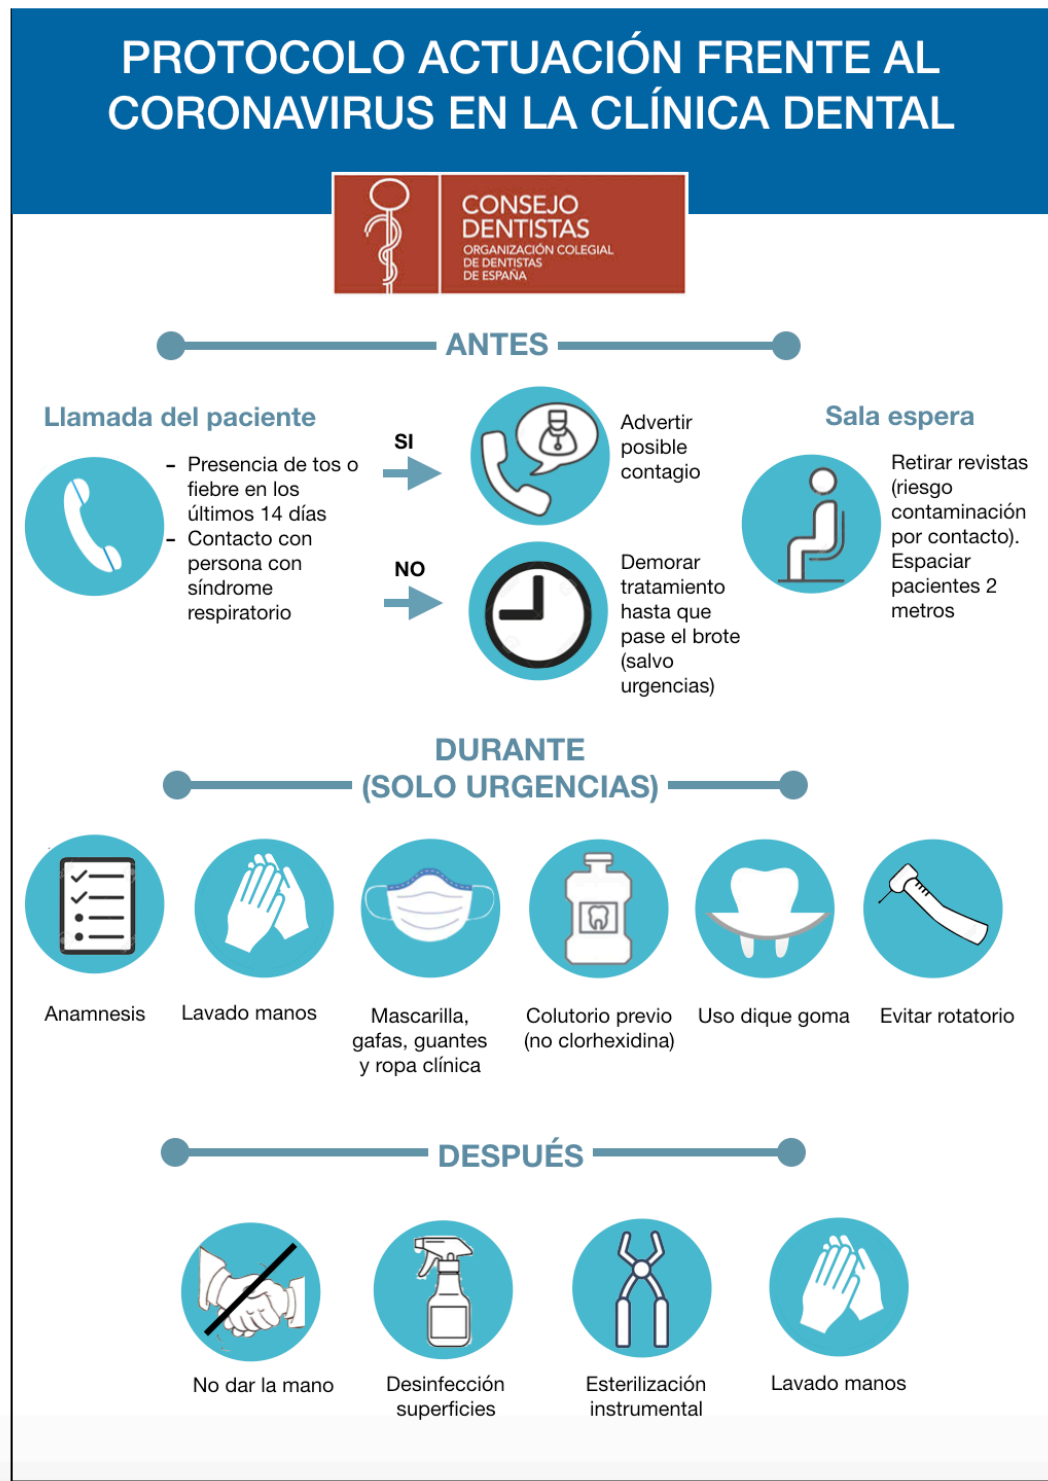 PROTOCOLO ACTUACIÓN FRENTE AL
CORONAVIRUS EN LA CLÍNICA DENTAL
CONSEJO
DENTISTAS
ORGANIZACIÓN COLEGIAL
DE DENTISTAS
DE ESPAÑA
ANTES
Llamada del paciente
- Presencia de tos o
fiebre en los
últimos 14 días
- Contacto con
persona con
síndrome
respiratorio
SI
Advertir
posible
contagio
NO
Demorar
tratamiento
hasta que
pase el brote
(salvo
urgencias)
Sala espera
Retirar revistas
(riesgo
contaminación
por contacto).
Espaciar
pacientes 2
metros
DURANTE
(SOLO URGENCIAS)
Anamnesis
Lavado manos
Mascarilla,
gafas, guantes
y ropa clínica
Colutorio previo
(no clorhexidina)
Uso dique goma
Evitar rotatorio
DESPUÉS
No dar la mano
Desinfección
superficies
Esterilización
instrumental
Lavado manos